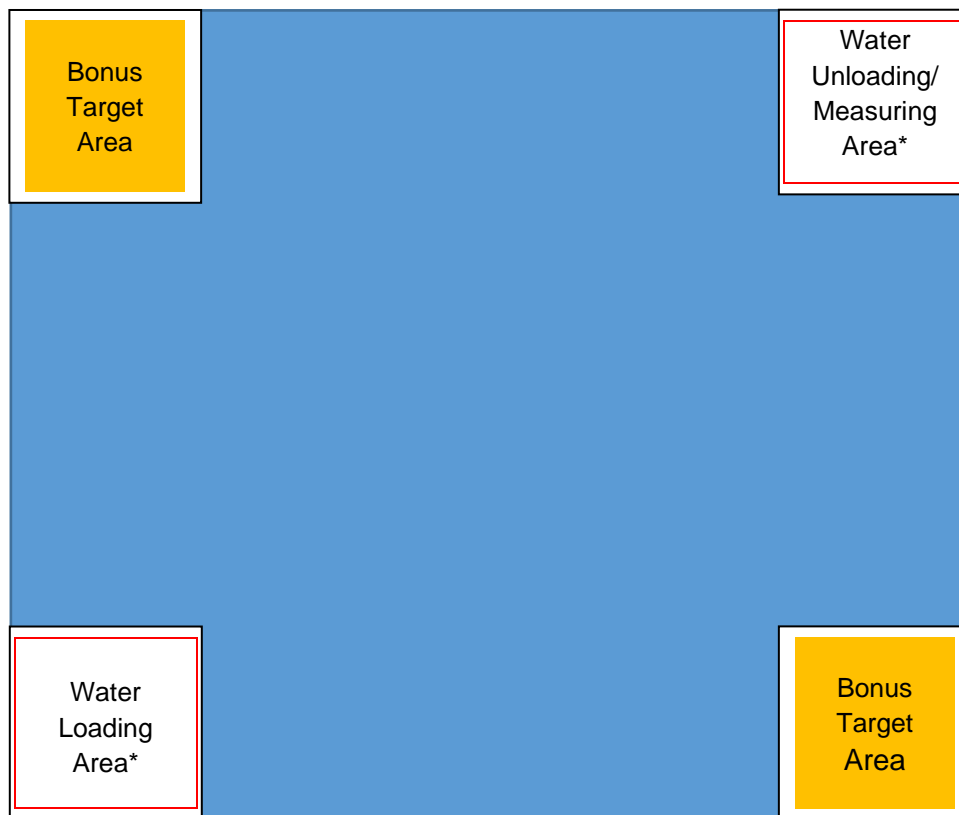 Bonus
Target
Area
Water
Unloading/
Measuring
Area*
Water
Loading
Area*
Bonus
Target
Area